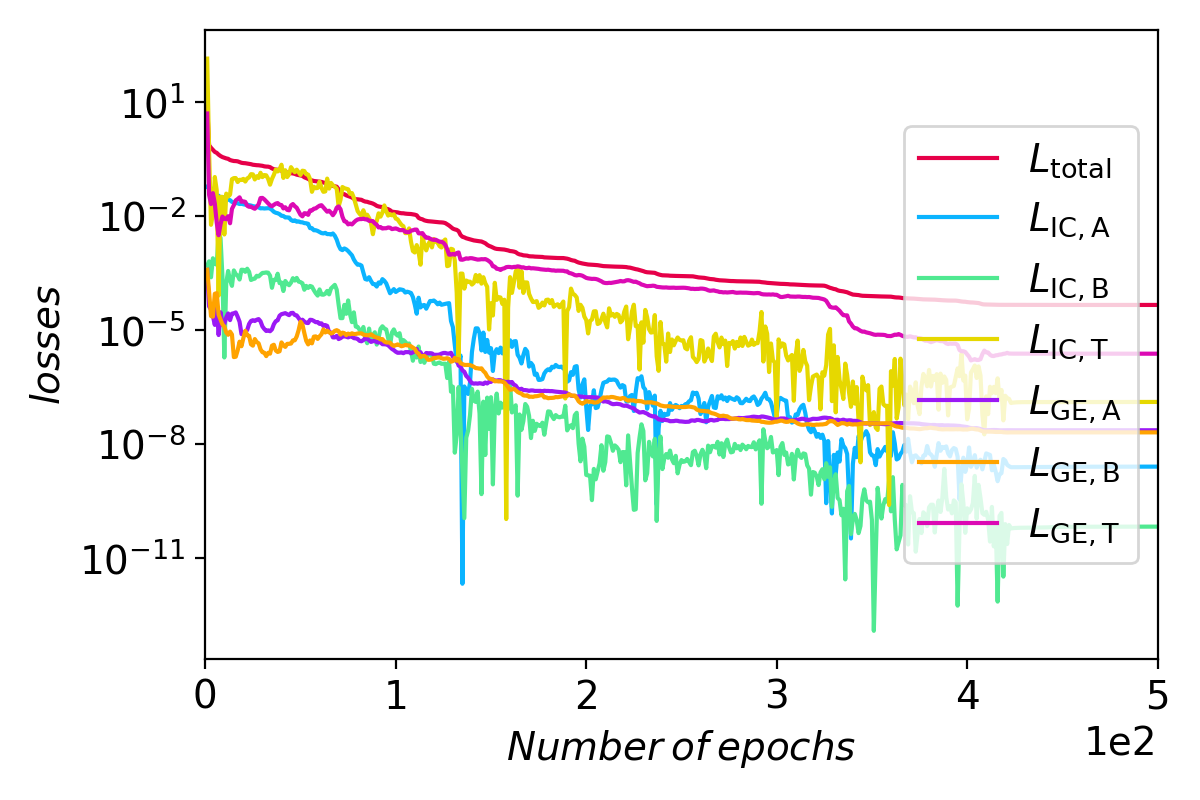 10^1
10^{-2}
10^{-5}
10^{-8}
10^{-11}
losses
0 1 2 3 4 5
1e2
Number of epochs
L_total
L_IC, A
L_IC, B
L_IC, T
L_GE, A
L_GE, B
L_GE, T